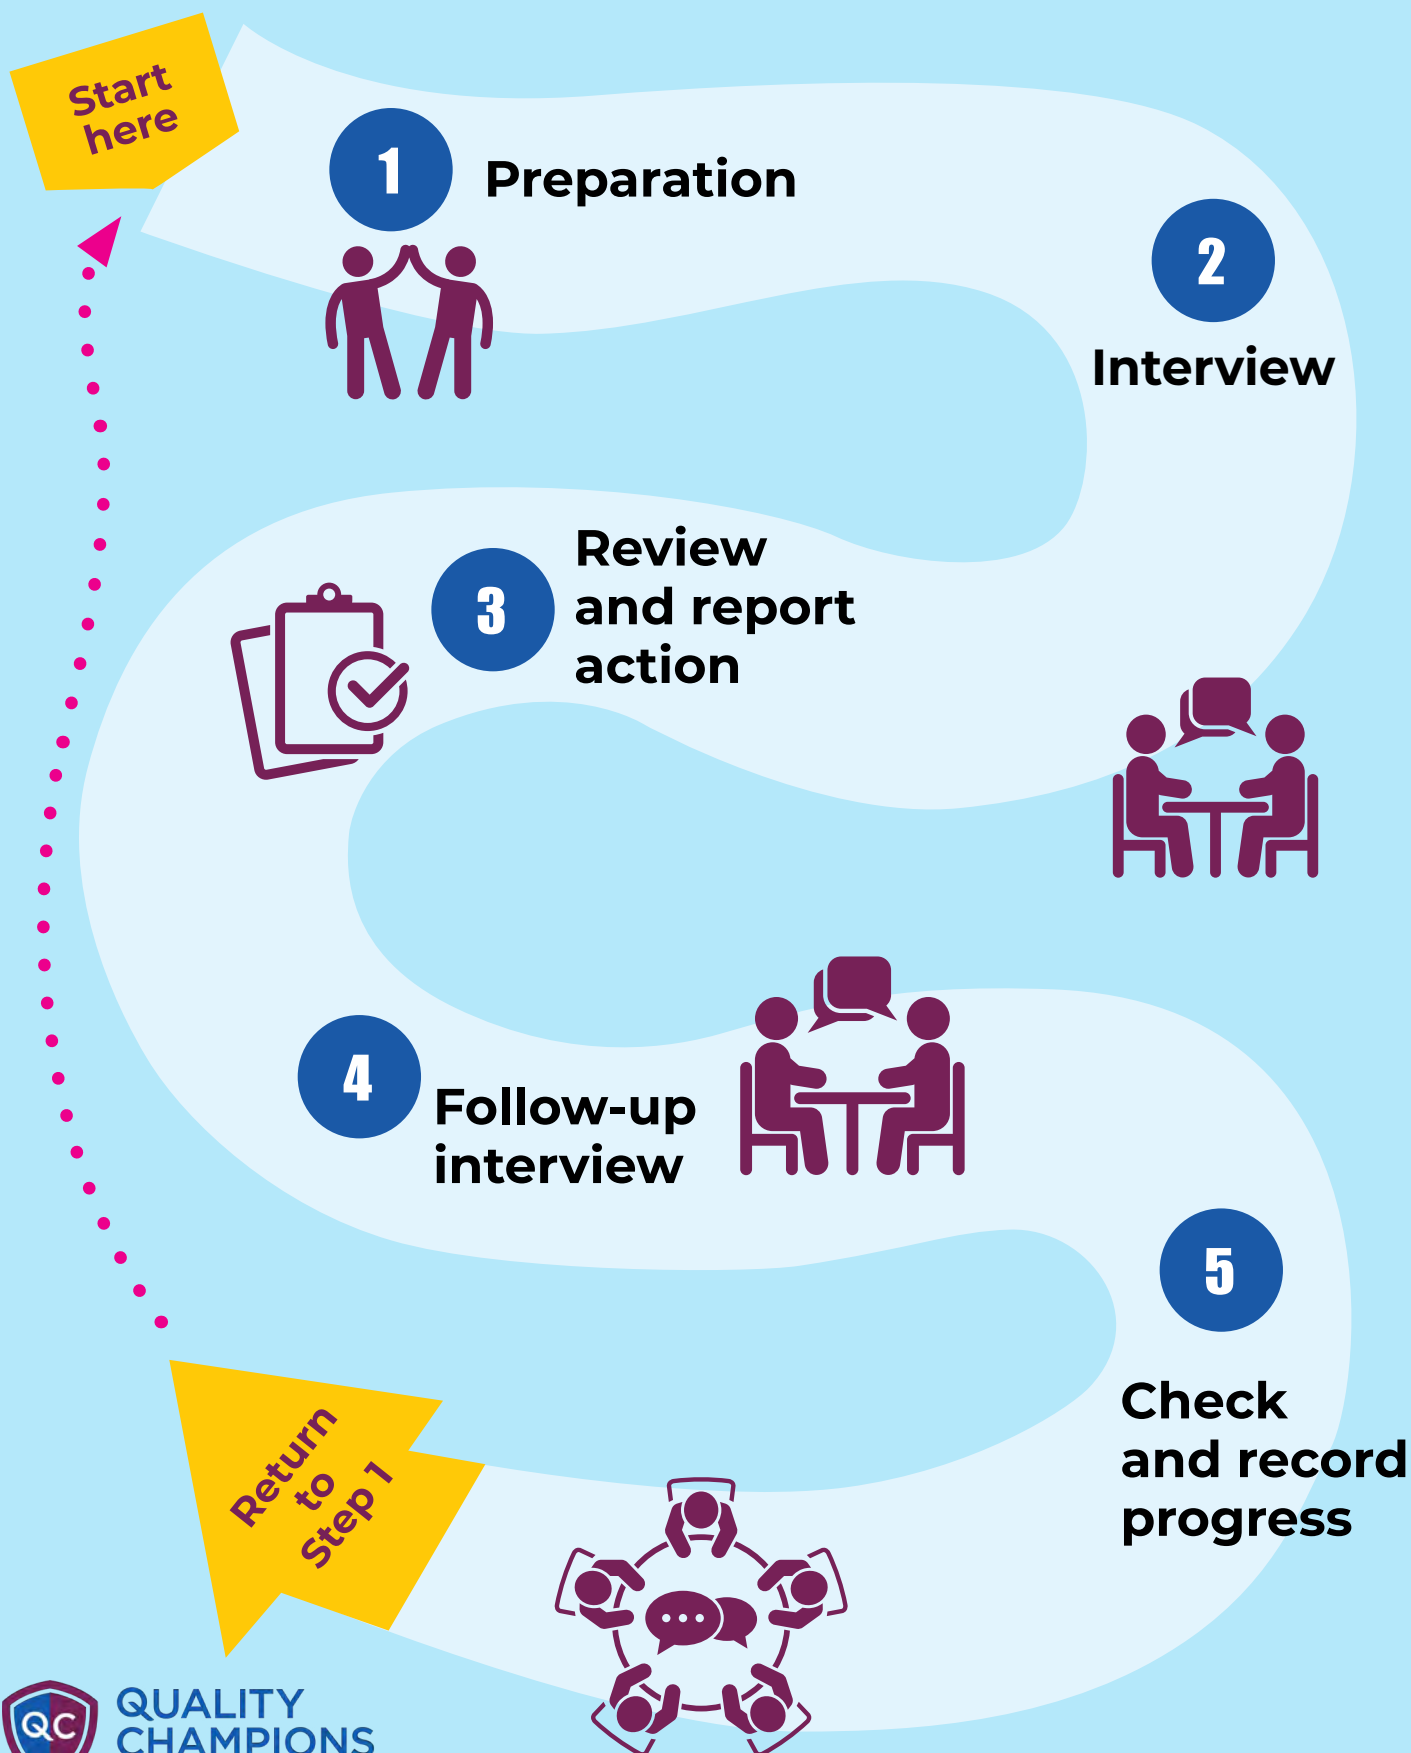 Start
here
1
Preparation
2
Interview
3
Review
and report
action
4
Follow-up
interview
5
Check
and record
progress
Return
to
Step 1
QC
QUALITY
CHAMPIONS